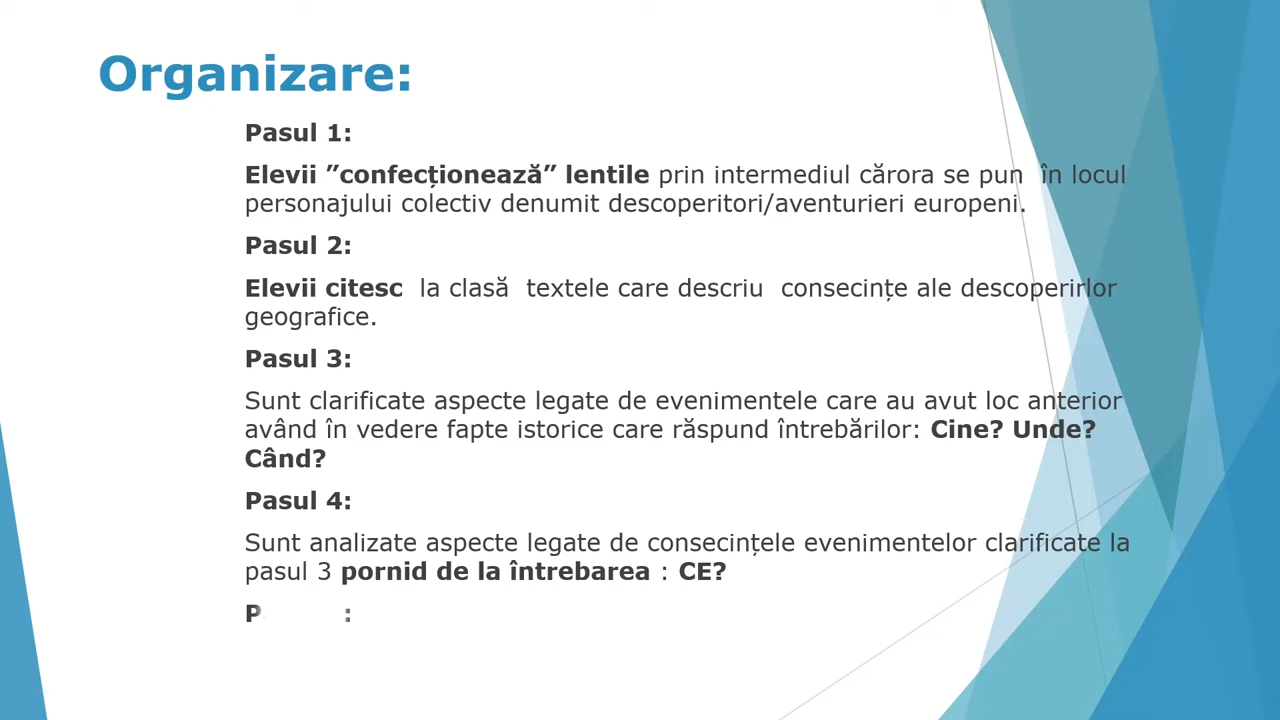 Organizare:
Pasul 1:
Elevii ”confecționează” lentile prin intermediul cărora se pun în locul
personajului colectiv denumit descoperitori/aventurieri europeni.
Pasul 2:
Elevii citesc la clasă textele care descriu consecințe ale descoperirlor
geografice.
Pasul 3:
Sunt clarificate aspecte legate de evenimentele care au avut loc anterior
având în vedere fapte istorice care răspund întrebărilor: Cine? Unde?
Când?
Pasul 4:
Sunt analizate aspecte legate de consecințele evenimentelor clarificate la
pasul 3 pornid de la întrebarea : CE?